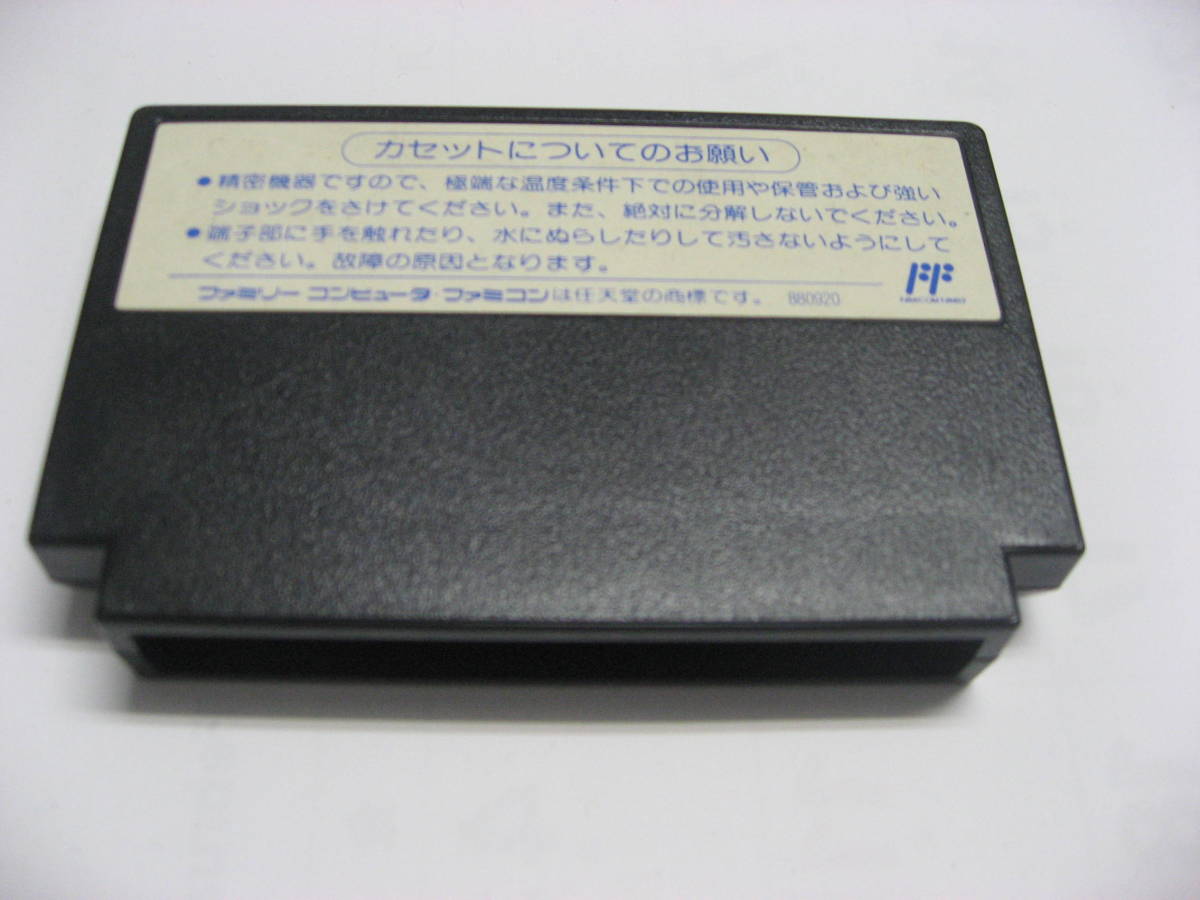 カセットについてのお願い
●精密機器ですので、極端な温度条件下での使用や保管および強い
ショックをさけてください。また、絶対に分解しないでください。
●端子部に手を触れたり、水にぬらしたりして汚さないようにして
ください。故障の原因となります。
ファミリーコンピュータ・ファミコンは任天堂の商標です。 880920